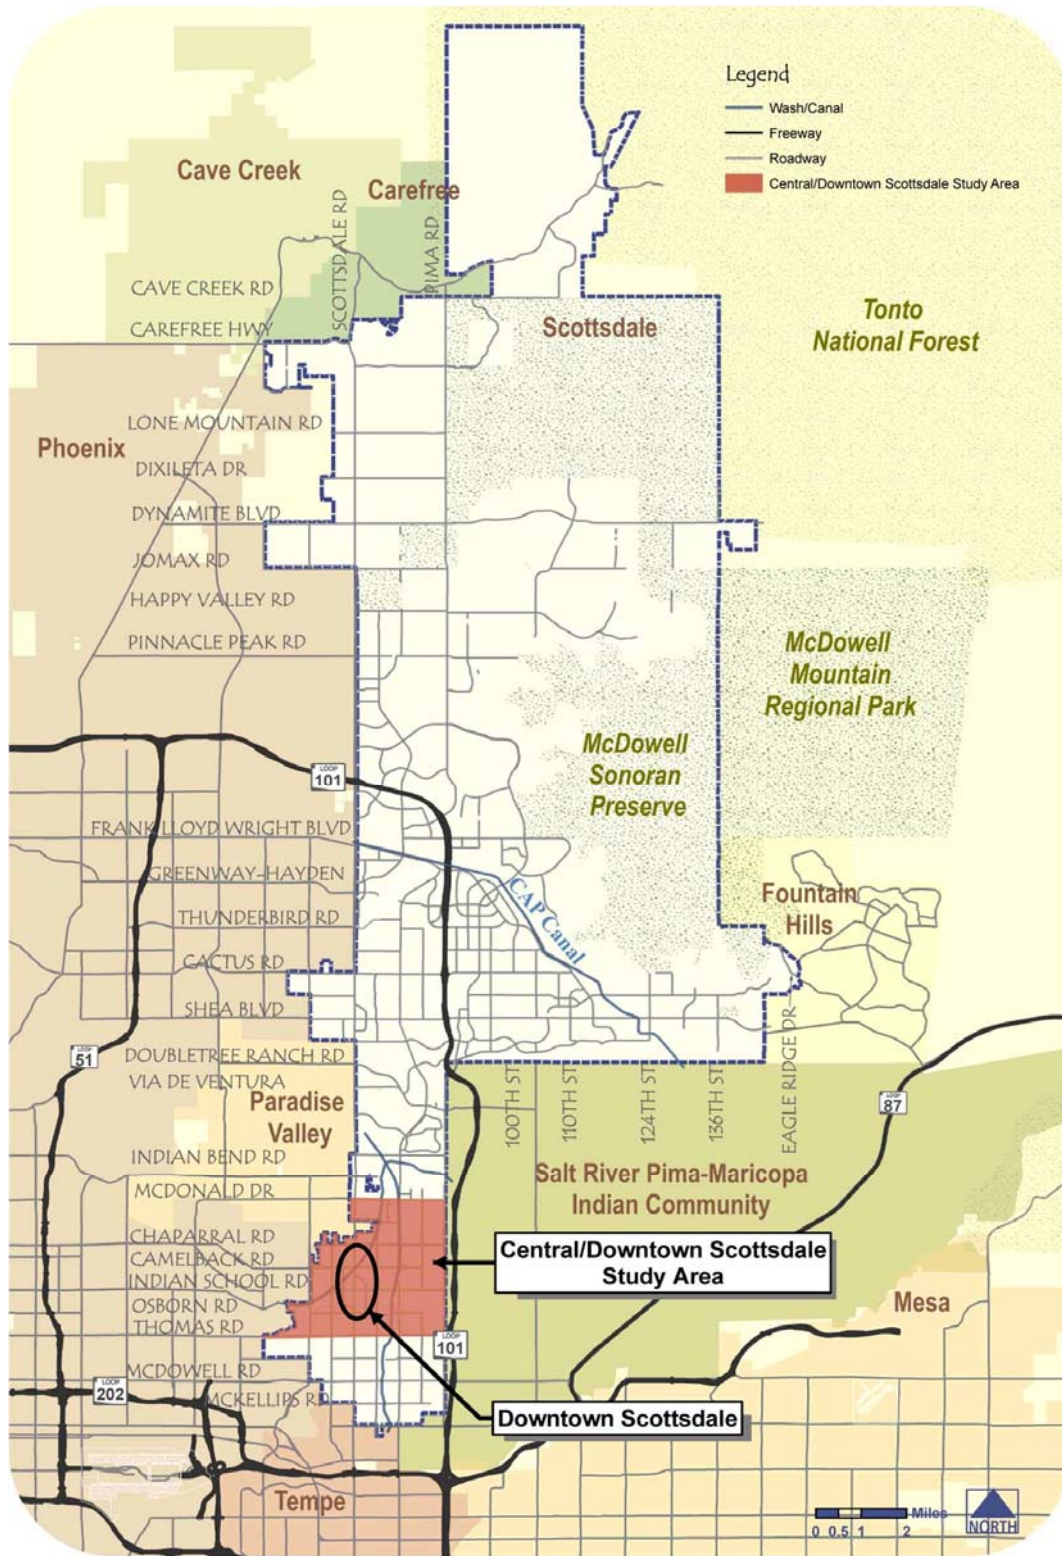 Legend
Wash/Canal
Freeway
Roadway
Central/Downtown Scottsdale Study Area
Cave Creek
Carefree
SCOTTSDALE RD
PIMA RD
CAVE CREEK RD
CAREFREE HWY
Scottsdale
Tonto
National Forest
LONE MOUNTAIN RD
Phoenix
DIXILETA DR
DYNAMITE BLVD
JOMAX RD
HAPPY VALLEY RD
PINNACLE PEAK RD
McDowell
Mountain
Regional Park
McDowell
Sonoran
Preserve
LOOP
101
FRANK LLOYD WRIGHT BLVD
GREENWAY-HAYDEN
THUNDERBIRD RD
CACTUS RD
SHEA BLVD
CAP Canal
Fountain
Hills
LOOP
51
DOUBLETREE RANCH RD
VIA DE VENTURA
Paradise
Valley
100TH ST
110TH ST
124TH ST
136TH ST
EAGLE RIDGE DR
LOOP
87
INDIAN BEND RD
MCDONALD DR
Salt River Pima-Maricopa
Indian Community
CHAPARRAL RD
CAMELBACK RD
INDIAN SCHOOL RD
OSBORN RD
THOMAS RD
Central/Downtown Scottsdale
Study Area
Mesa
LOOP
101
MCDOWELL RD
LOOP
202
MCKELLIPS RD
Downtown Scottsdale
Tempe
Miles
0 0.5 1 2
NORTH